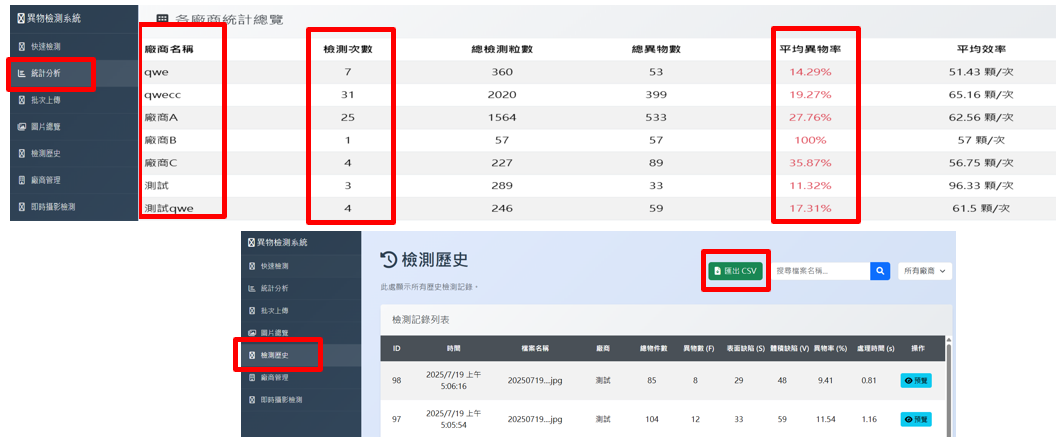 異物檢測系統
快速檢測
統計分析
批次上傳
圖片總覽
檢測歷史
廠商管理
即時攝影檢測
各廠商統計總覽
廠商名稱 檢測次數 總檢測粒數 總異物數 平均異物率 平均效率
qwe 7 360 53 14.29% 51.43 顆/次
qwecc 31 2020 399 19.27% 65.16 顆/次
廠商A 25 1564 533 27.76% 62.56 顆/次
廠商B 1 57 57 100% 57 顆/次
廠商C 4 227 89 35.87% 56.75 顆/次
測試 3 289 33 11.32% 96.33 顆/次
測試qwe 4 246 59 17.31% 61.5 顆/次
異物檢測系統
快速檢測
統計分析
批次上傳
圖片總覽
檢測歷史
廠商管理
即時攝影檢測
檢測歷史
此處顯示所有歷史檢測記錄。
匯出 CSV
搜尋檔案名稱...
所有廠商
檢測記錄列表
ID 時間 檔案名稱 廠商 總物件數 異物數 (F) 表面缺陷 (S) 體積缺陷 (V) 異物率 (%) 處理時間 (s) 操作
98 2025/7/19 上午 5:06:16 20250719...jpg 測試 85 8 29 48 9.41 0.81 預覽
97 2025/7/19 上午 5:05:54 20250719...jpg 測試 104 12 33 59 11.54 1.16 預覽